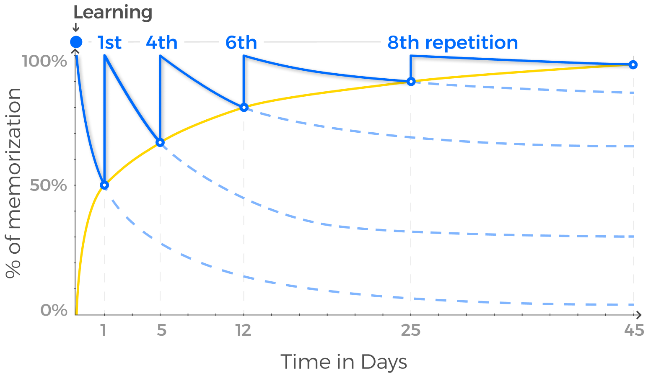 Learning
1st 4th 6th 8th repetition
100%
50%
0%
% of memorization
1 5 12 25 45
Time in Days